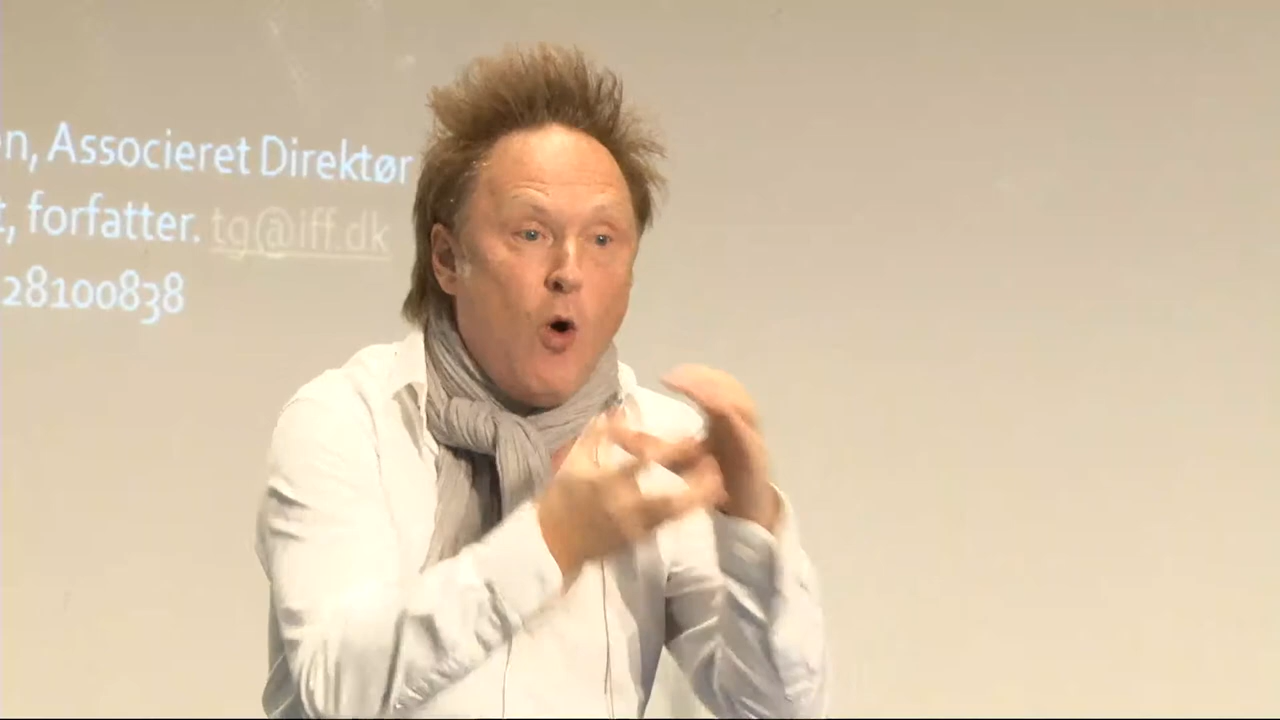 n, Associeret Direktør
t, forfatter. tg@iff.dk
28100838